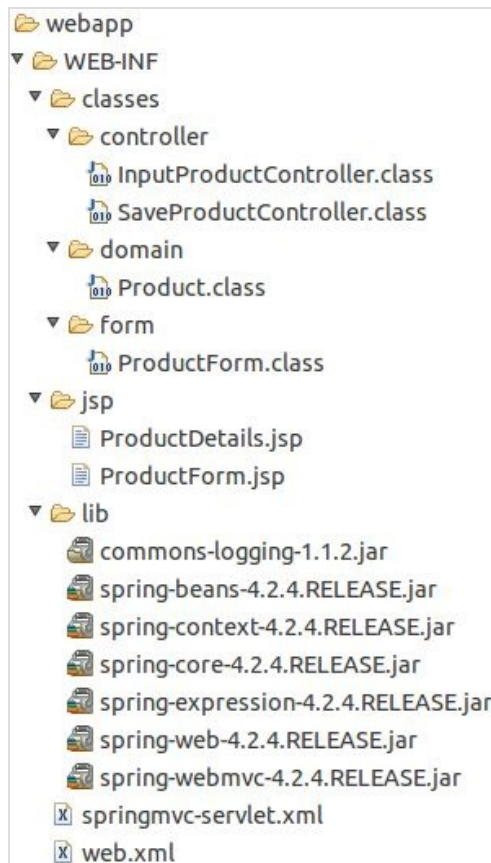 webapp
WEB-INF
classes
controller
InputProductController.class
SaveProductController.class
domain
Product.class
form
ProductForm.class
jsp
ProductDetails.jsp
ProductForm.jsp
lib
commons-logging-1.1.2.jar
spring-beans-4.2.4.RELEASE.jar
spring-context-4.2.4.RELEASE.jar
spring-core-4.2.4.RELEASE.jar
spring-expression-4.2.4.RELEASE.jar
spring-web-4.2.4.RELEASE.jar
spring-webmvc-4.2.4.RELEASE.jar
springmvc-servlet.xml
web.xml